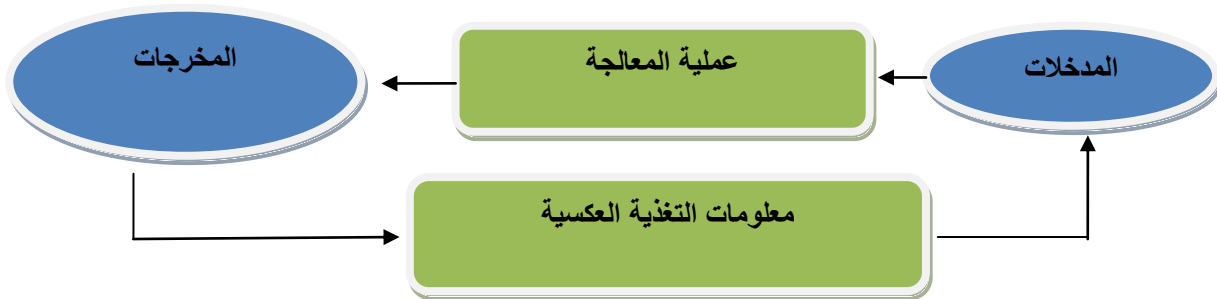 المدخلات
عملية المعالجة
المخرجات
معلومات التغذية العكسية